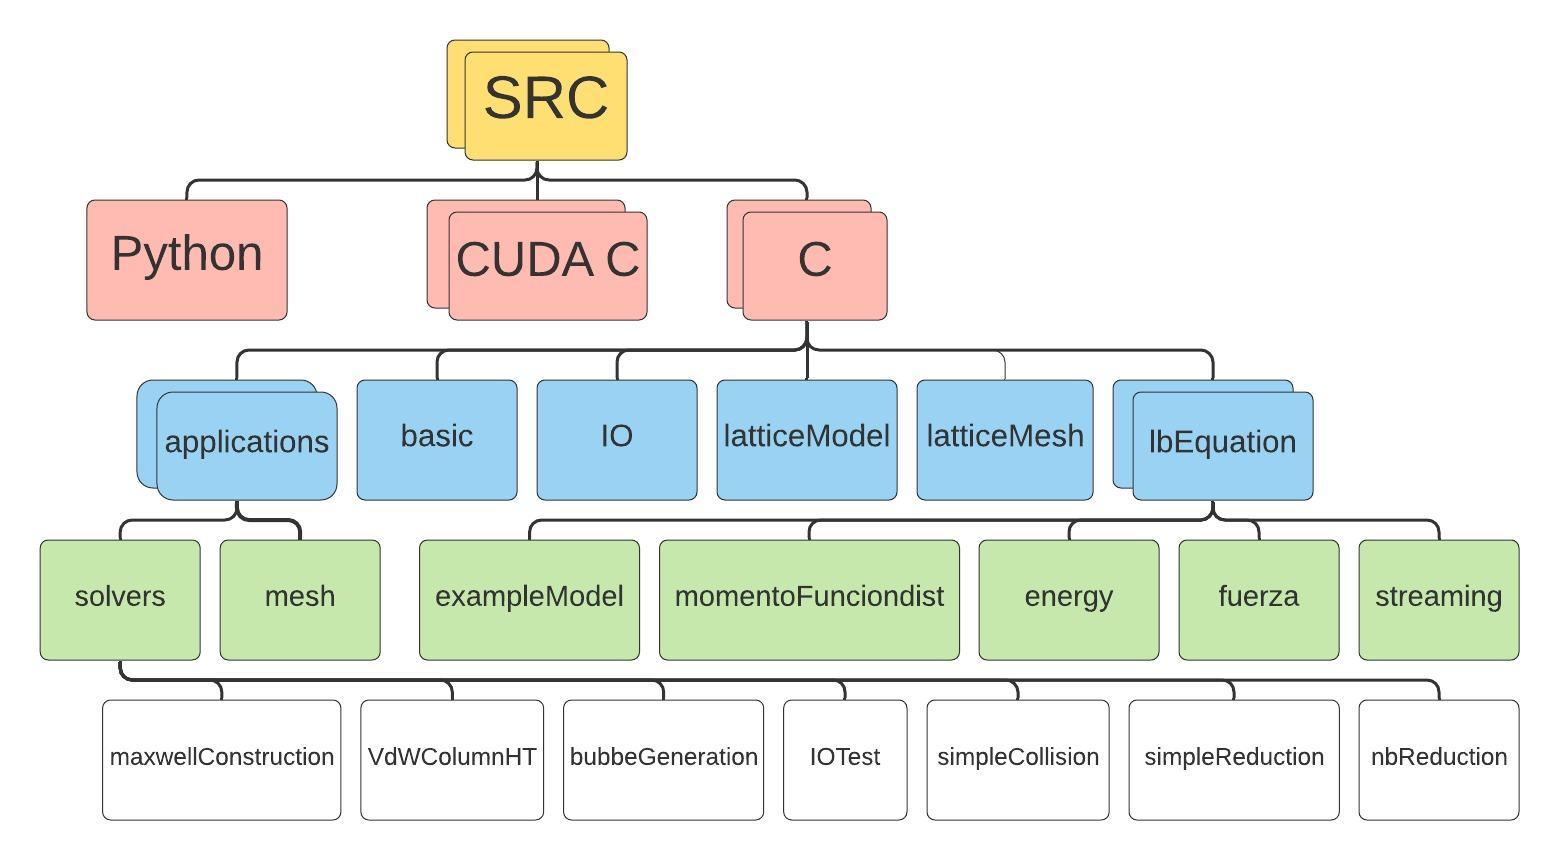 SRC
Python
CUDA C
C
applications
basic
IO
latticeModel
latticeMesh
lbEquation
solvers
mesh
exampleModel
momentoFunciondist
energy
fuerza
streaming
maxwellConstruction
VdWColumnHT
bubbeGeneration
IOTest
simpleCollision
simpleReduction
nbReduction